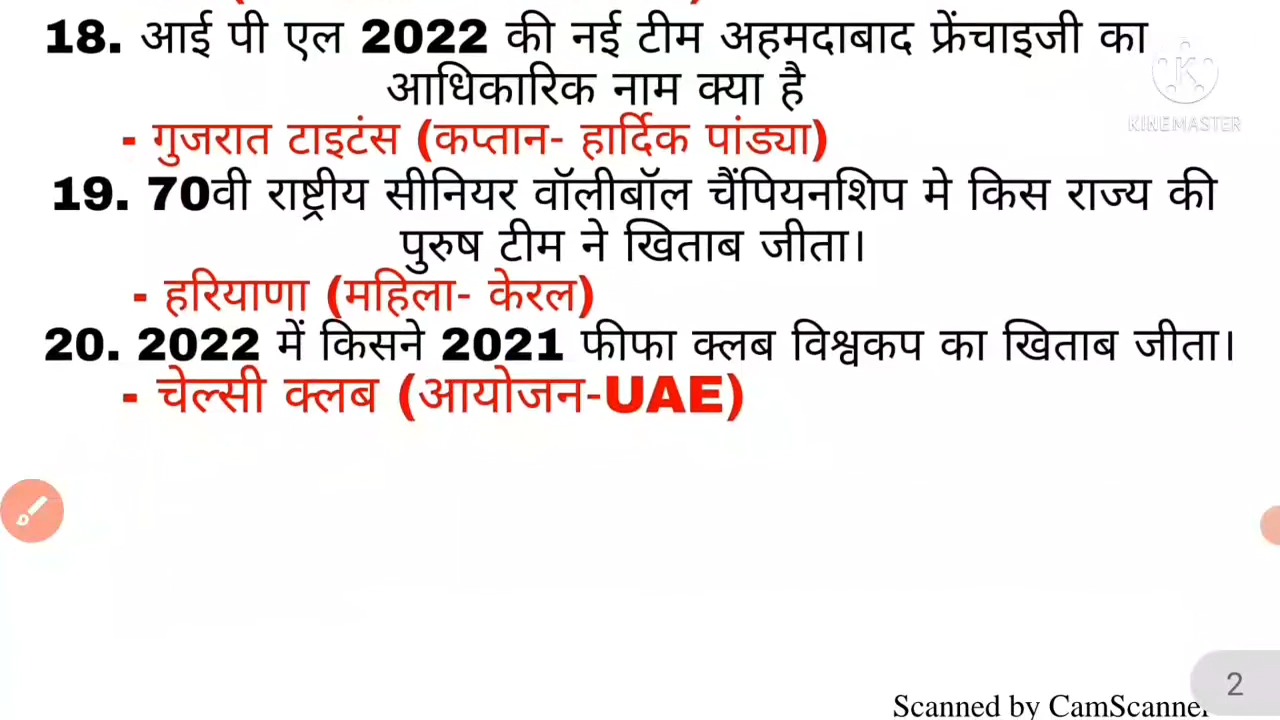 18. आई पी एल 2022 की नई टीम अहमदाबाद फ्रेंचाइजी का
आधिकारिक नाम क्या है
- गुजरात टाइटंस (कप्तान- हार्दिक पांड्या)
19. 70वी राष्ट्रीय सीनियर वॉलीबॉल चैंपियनशिप मे किस राज्य की
पुरुष टीम ने खिताब जीता।
- हरियाणा (महिला- केरल)
20. 2022 में किसने 2021 फीफा क्लब विश्वकप का खिताब जीता।
- चेल्सी क्लब (आयोजन-UAE)
K
KINEMASTER
2
Scanned by CamScanner